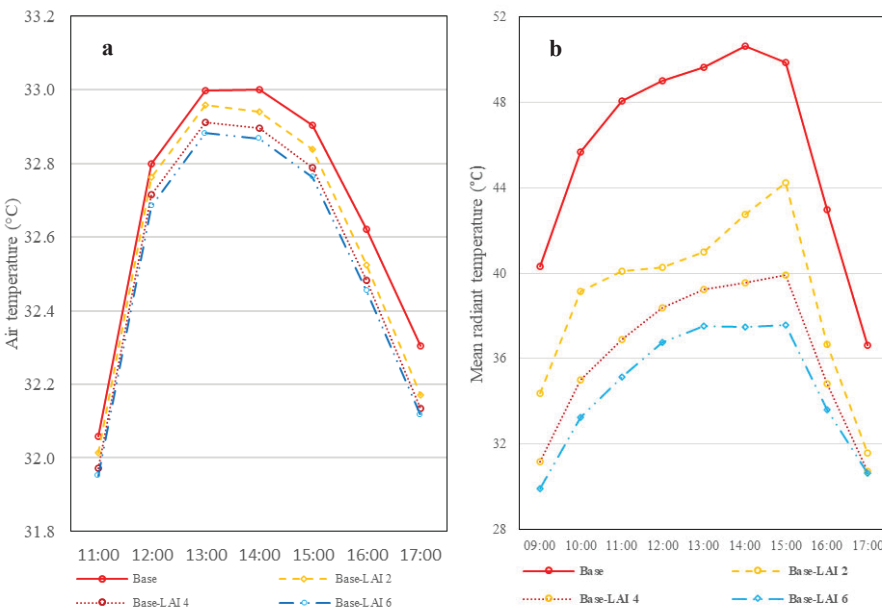 a
Air temperature (°C)
33.2
33.0
32.8
32.6
32.4
32.2
32.0
31.8
11:00 12:00 13:00 14:00 15:00 16:00 17:00
Base Base-LAI 2
Base-LAI 4 Base-LAI 6
b
Mean radiant temperature (°C)
52
48
44
40
36
32
28
09:00 10:00 11:00 12:00 13:00 14:00 15:00 16:00 17:00
Base Base-LAI 2
Base-LAI 4 Base-LAI 6